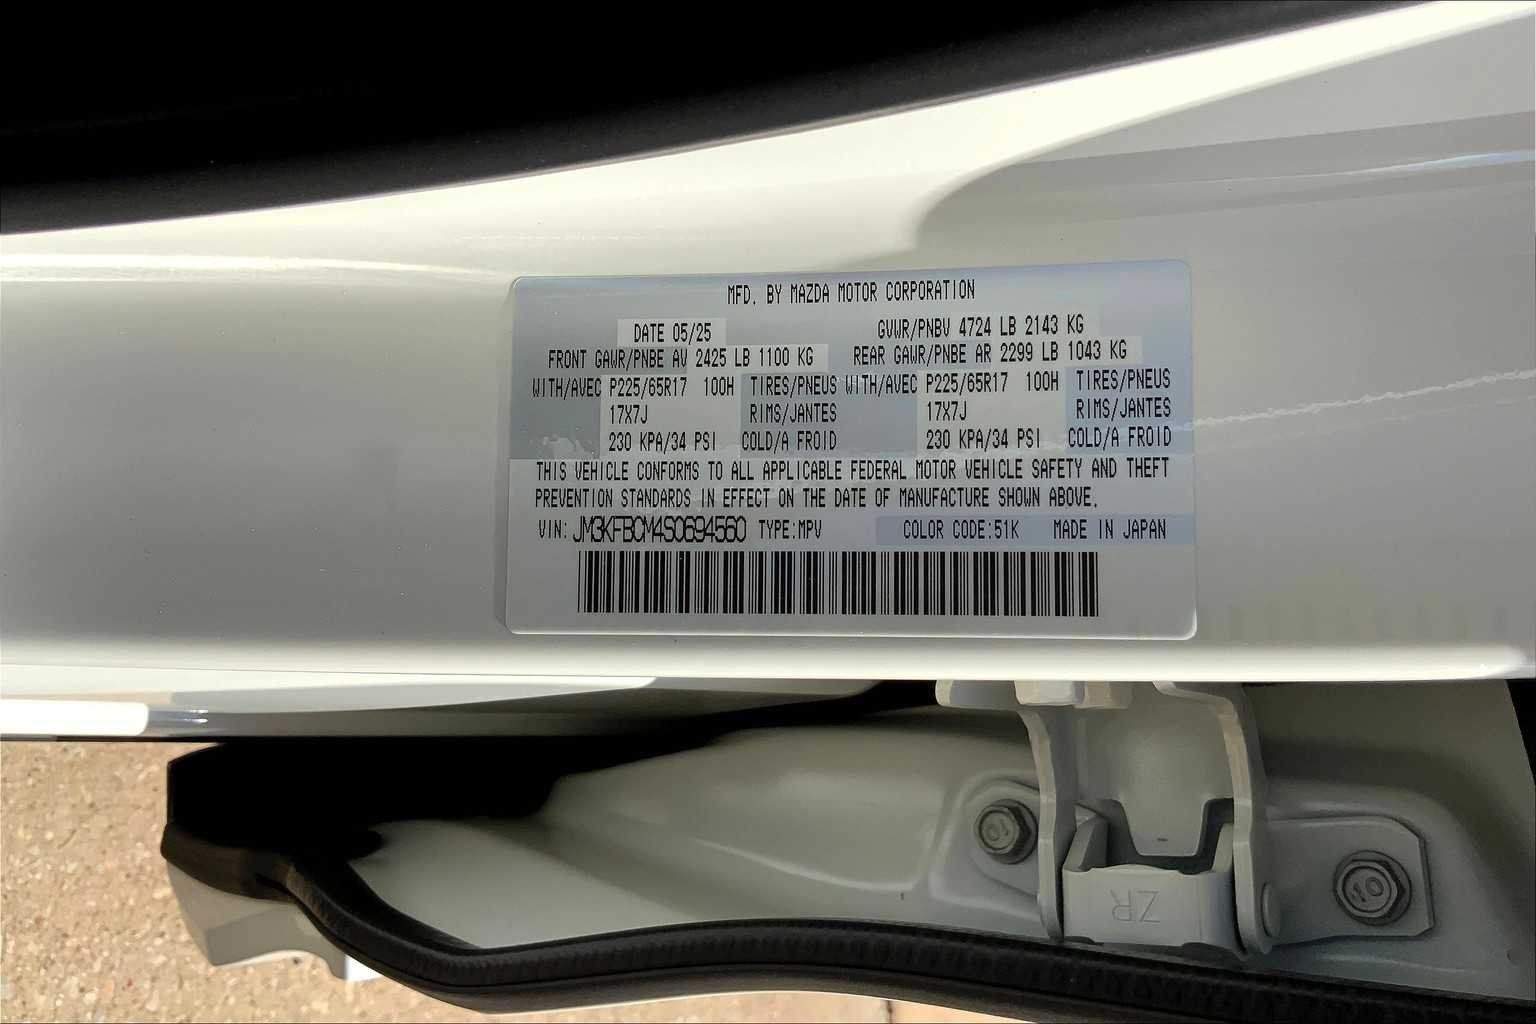 MFD. BY MAZDA MOTOR CORPORATION
DATE 05/25 GVWR/PNBV 4724 LB 2143 KG
FRONT GAWR/PNBE AV 2425 LB 1100 KG REAR GAWR/PNBE AR 2299 LB 1043 KG
WITH/AVEC P225/65R17 100H TIRES/PNEUS WITH/AVEC P225/65R17 100H TIRES/PNEUS
17X7J RIMS/JANTES 17X7J RIMS/JANTES
230 KPA/34 PSI COLD/A FROID 230 KPA/34 PSI COLD/A FROID
THIS VEHICLE CONFORMS TO ALL APPLICABLE FEDERAL MOTOR VEHICLE SAFETY AND THEFT
PREVENTION STANDARDS IN EFFECT ON THE DATE OF MANUFACTURE SHOWN ABOVE.
VIN: JM3KFBCM4S0694560 TYPE:MPV COLOR CODE:51K MADE IN JAPAN
10
10
ZR